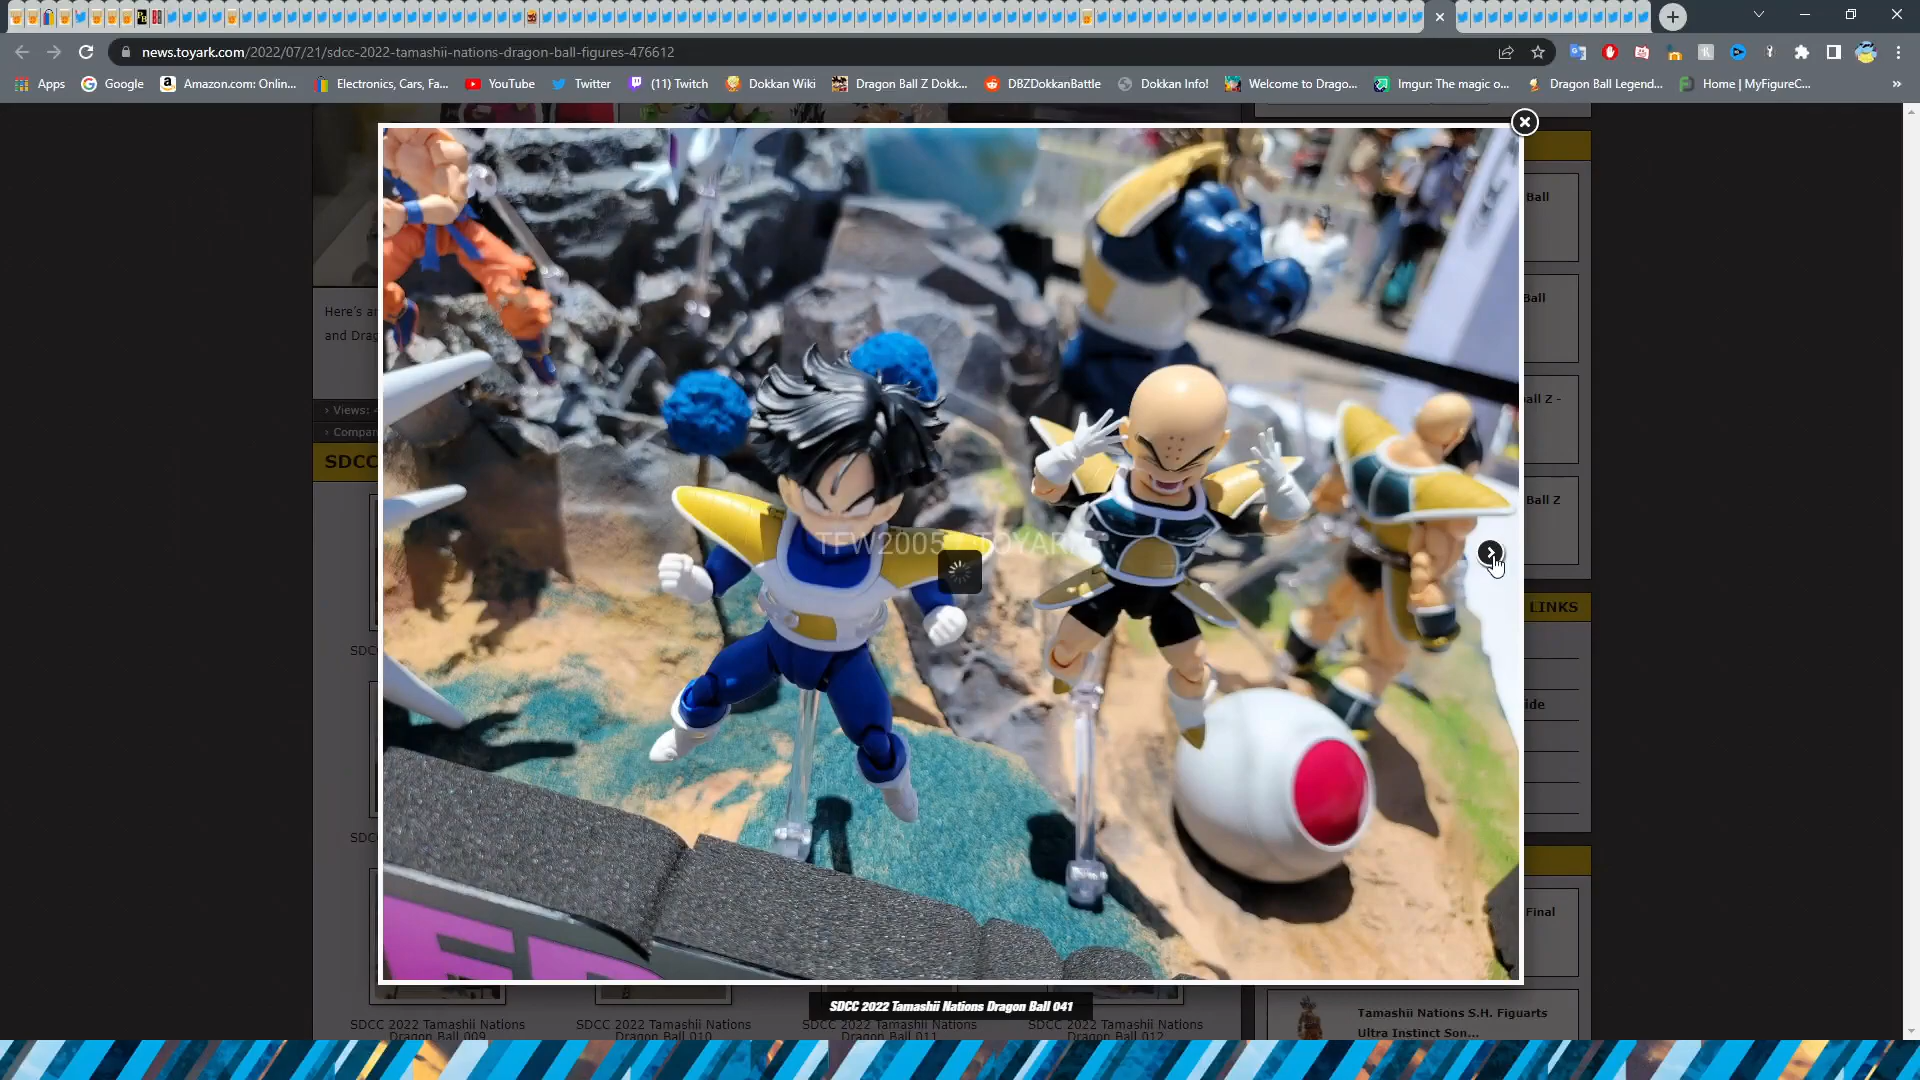 news.toyark.com/2022/07/21/sdcc-2022-tamashii-nations-dragon-ball-figures-476612
Apps
Google
Amazon.com: Onlin...
Electronics, Cars, Fa...
YouTube
Twitter
(11) Twitch
Dokkan Wiki
Dragon Ball Z Dokk...
DBZDokkanBattle
Dokkan Info!
Welcome to Drago...
Imgur: The magic o...
Dragon Ball Legend...
Home | MyFigureC...
»
Ball
Here's a
Ball
and Drag
all Z -
› Views:
› Compan
SDCC
Ball Z
TFW2005 TOYARK
LINKS
SDC
ide
SDC
Final
SDCC 2022 Tamashii Nations Dragon Ball 041
Tamashii Nations S.H. Figuarts
Ultra Instinct Son...
SDCC 2022 Tamashii Nations
Dragon Ball 009
SDCC 2022 Tamashii Nations
Dragon Ball 010
SDCC 2022 Tamashii Nations
Dragon Ball 011
SDCC 2022 Tamashii Nations
Dragon Ball 012